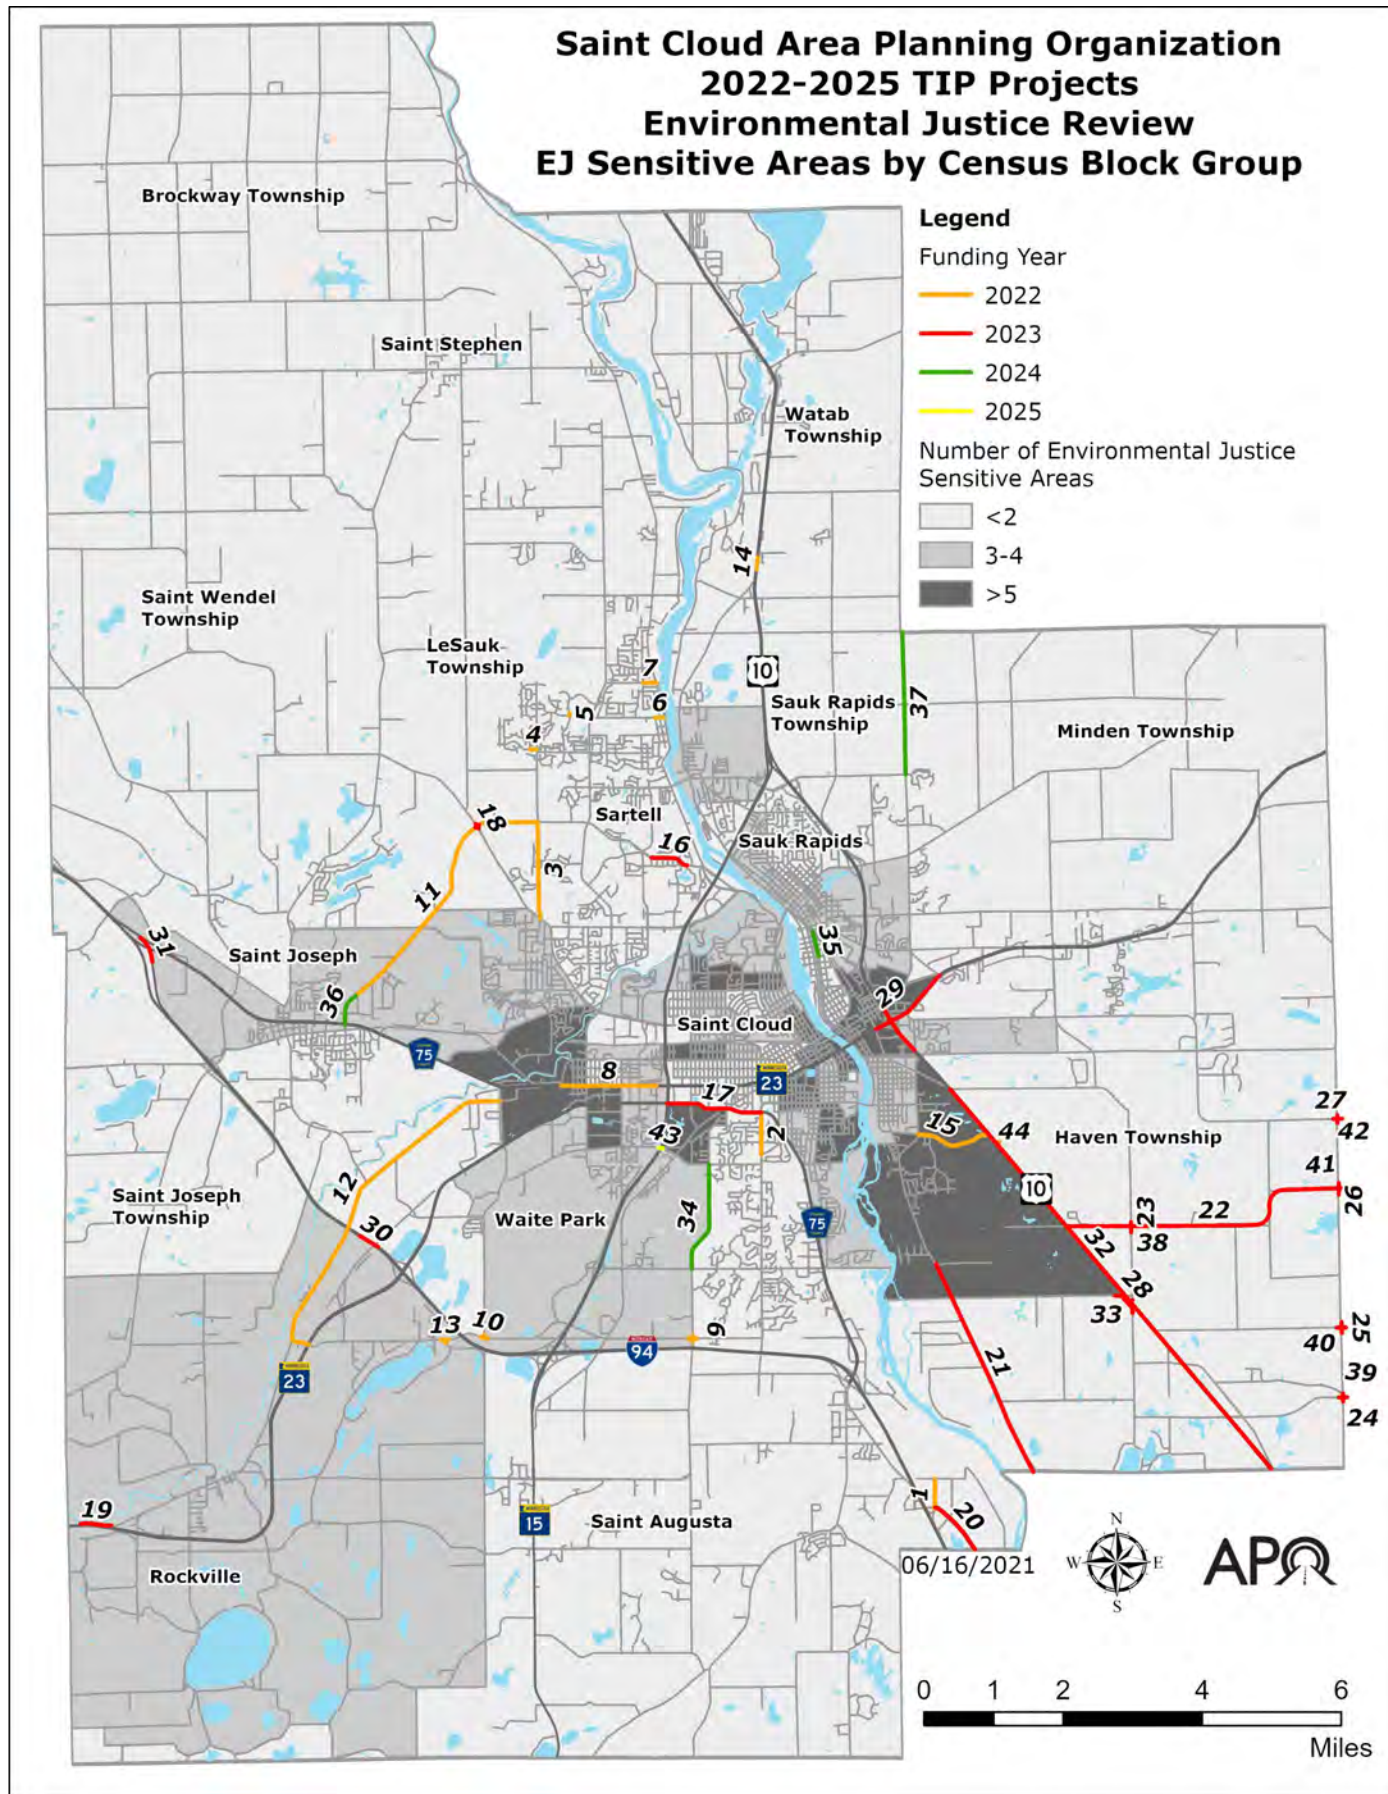 Saint Cloud Area Planning Organization
2022-2025 TIP Projects
Environmental Justice Review
EJ Sensitive Areas by Census Block Group
Legend
Funding Year
2022
2023
2024
2025
Number of Environmental Justice
Sensitive Areas
<2
3-4
>5
Brockway Township
Saint Stephen
Watab
Township
14
Saint Wendel
Township
LeSauk
Township
7
10
6
5
4
Sauk Rapids
Township
37
Minden Township
18
Sartell
16
Sauk Rapids
3
11
31
Saint Joseph
35
36
29
Saint Cloud
75
8
23
17
2
43
15
44
27
42
Haven Township
41
10
26
12
Saint Joseph
Township
30
Waite Park
34
75
23
22
38
32
28
33
13
10
9
94
25
40
21
39
24
23
19
15
Saint Augusta
1
20
Rockville
06/16/2021
N
W
E
S
APO
0 1 2 4 6
Miles